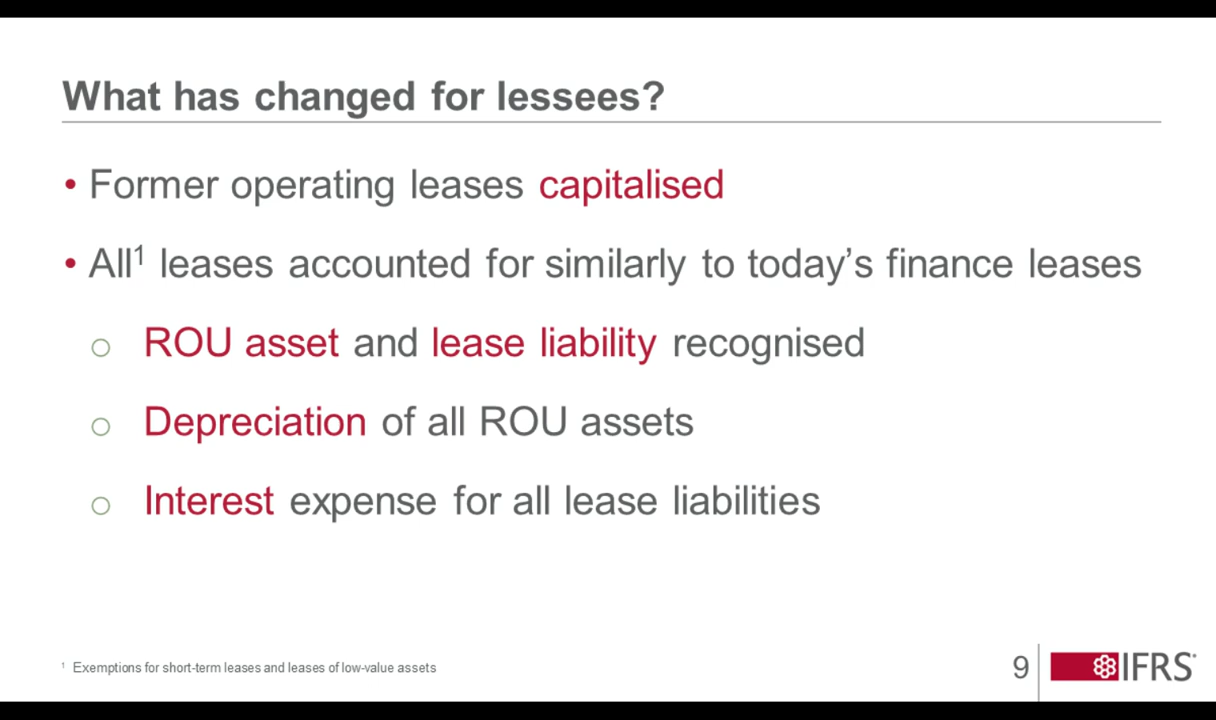 What has changed for lessees?
• Former operating leases capitalised
• All¹ leases accounted for similarly to today’s finance leases
o ROU asset and lease liability recognised
o Depreciation of all ROU assets
o Interest expense for all lease liabilities
¹ Exemptions for short-term leases and leases of low-value assets
9
IFRS